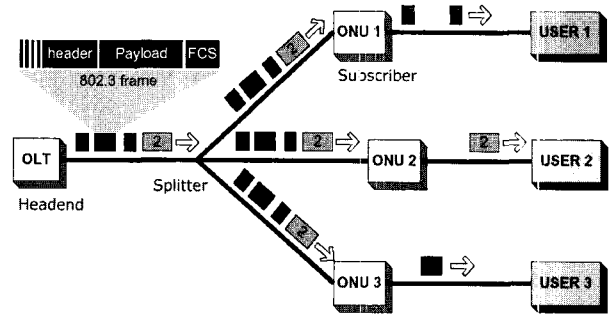 header Payload FCS
802.3 frame
2
ONU 1
USER 1
Subscriber
OLT
2
2
ONU 2
2
USER 2
Headend
Splitter
2
ONU 3
USER 3